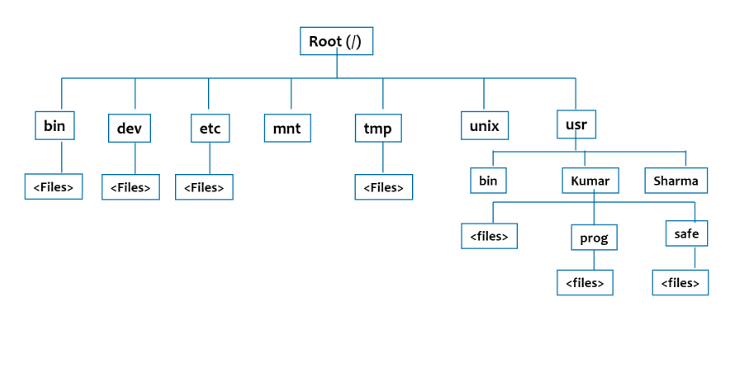 Root (/)
bin
dev
etc
mnt
tmp
unix
usr
<Files>
<Files>
<Files>
<Files>
bin
Kumar
Sharma
<files>
prog
safe
<files>
<files>